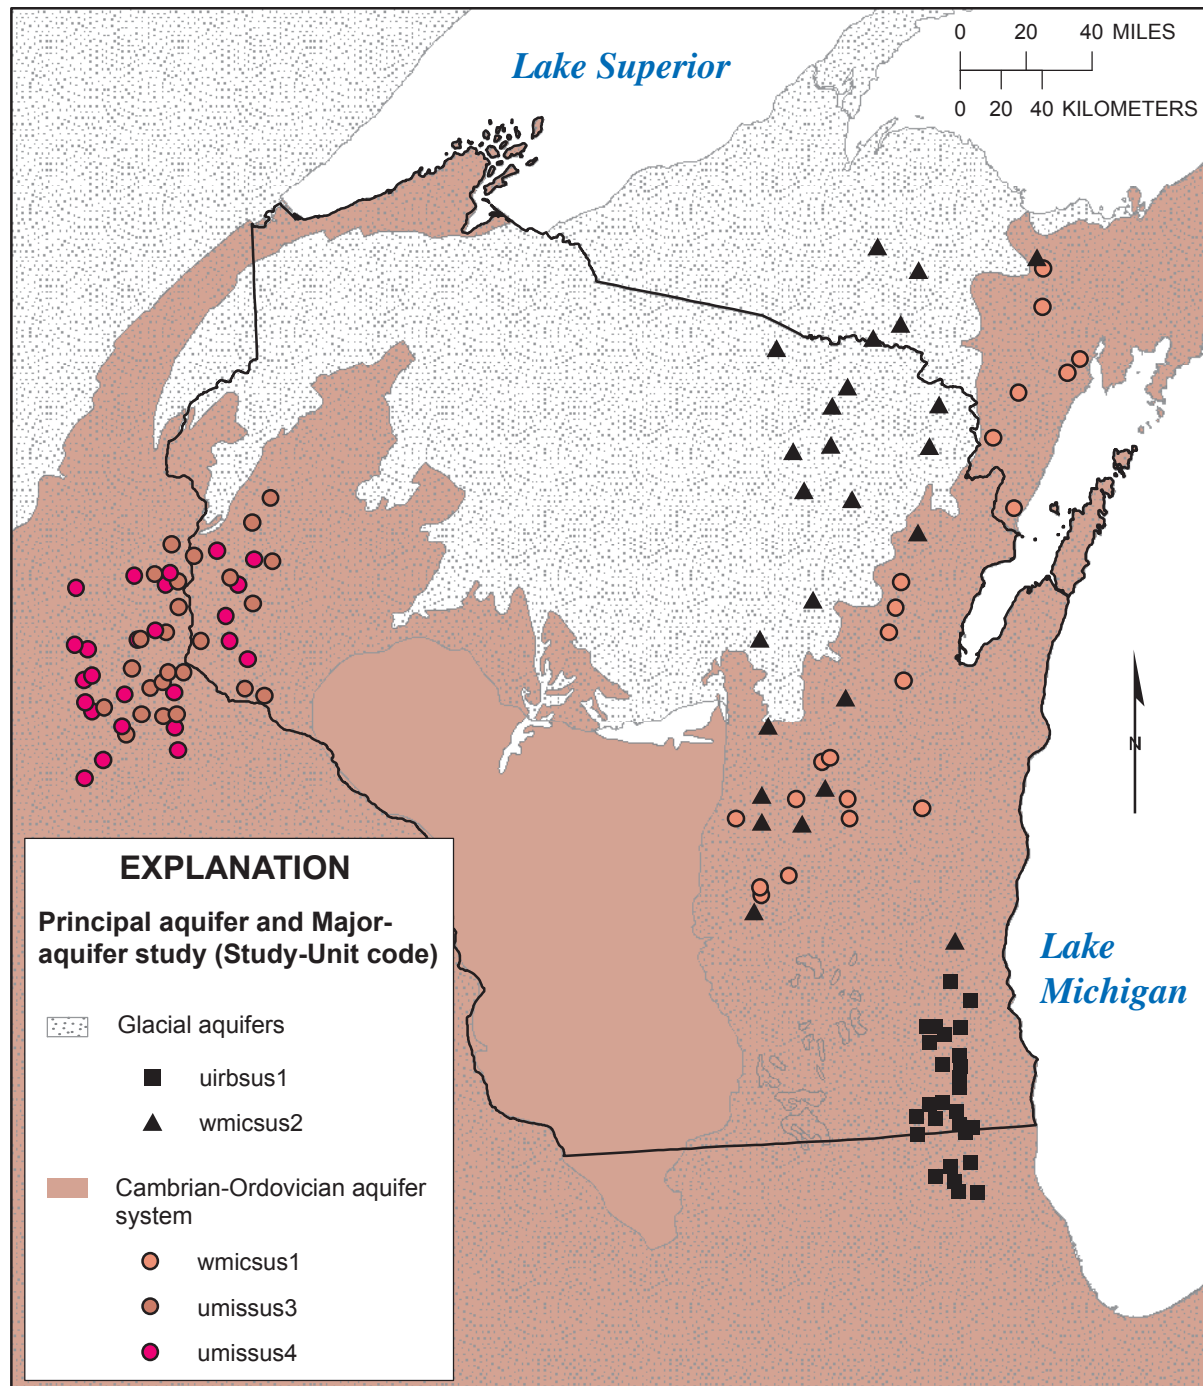 Lake Superior
0 20 40 MILES
0 20 40 KILOMETERS
N
Lake
Michigan
EXPLANATION
Principal aquifer and Major-
aquifer study (Study-Unit code)
Glacial aquifers
uirbsus1
wmicsus2
Cambrian-Ordovician aquifer
system
wmicsus1
umissus3
umissus4